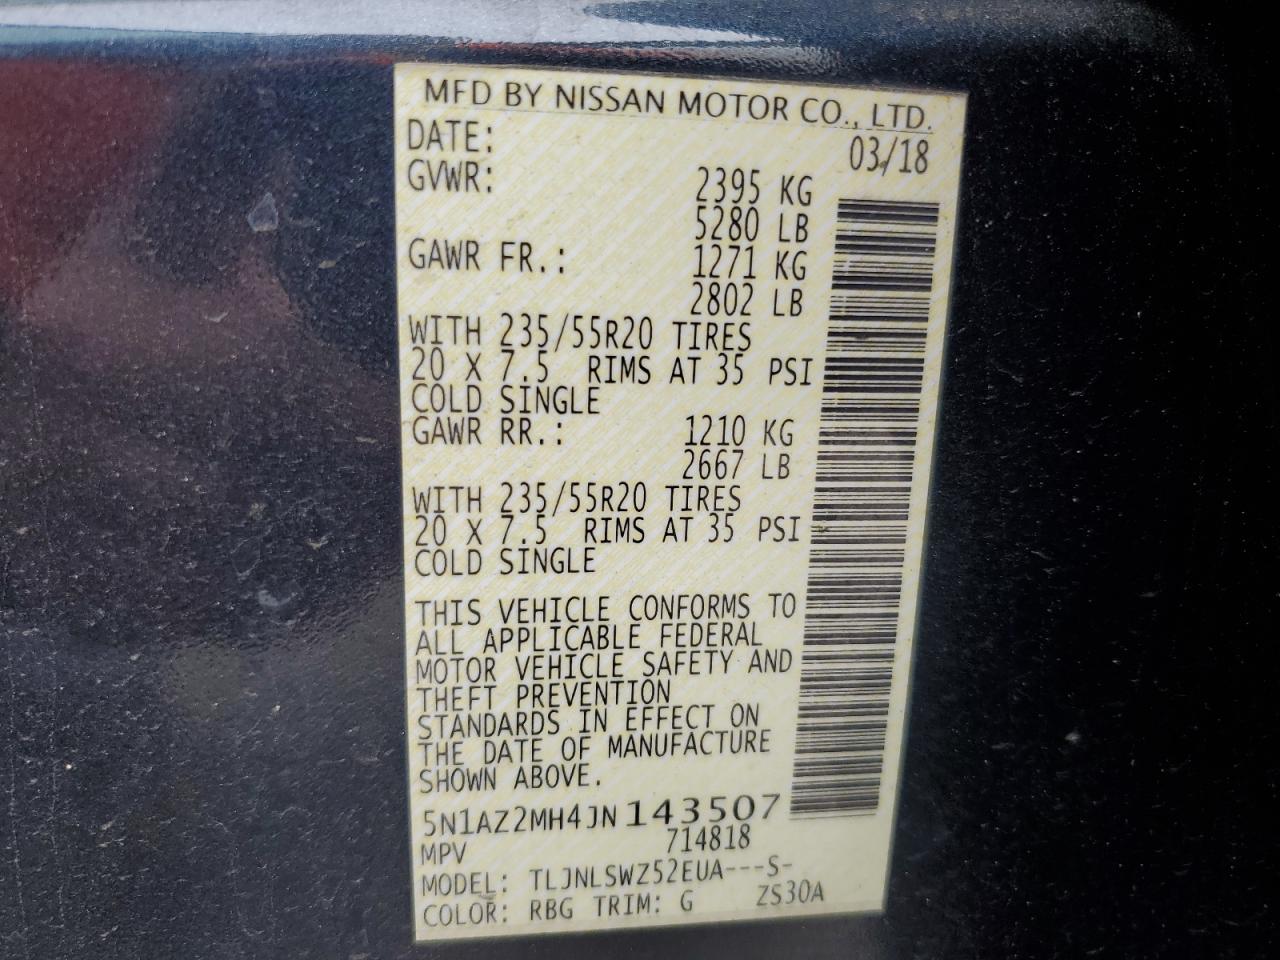 MFD BY NISSAN MOTOR CO., LTD.
DATE: 03/18
GVWR: 2395 KG
5280 LB
GAWR FR.: 1271 KG
2802 LB
WITH 235/55R20 TIRES
20 X 7.5 RIMS AT 35 PSI
COLD SINGLE
GAWR RR.: 1210 KG
2667 LB
WITH 235/55R20 TIRES
20 X 7.5 RIMS AT 35 PSI
COLD SINGLE
THIS VEHICLE CONFORMS TO
ALL APPLICABLE FEDERAL
MOTOR VEHICLE SAFETY AND
THEFT PREVENTION
STANDARDS IN EFFECT ON
THE DATE OF MANUFACTURE
SHOWN ABOVE.
5N1AZ2MH4JN143507
MPV 714818
MODEL: TLJNLSWZ52EUA---S-
COLOR: RBG TRIM: G ZS30A